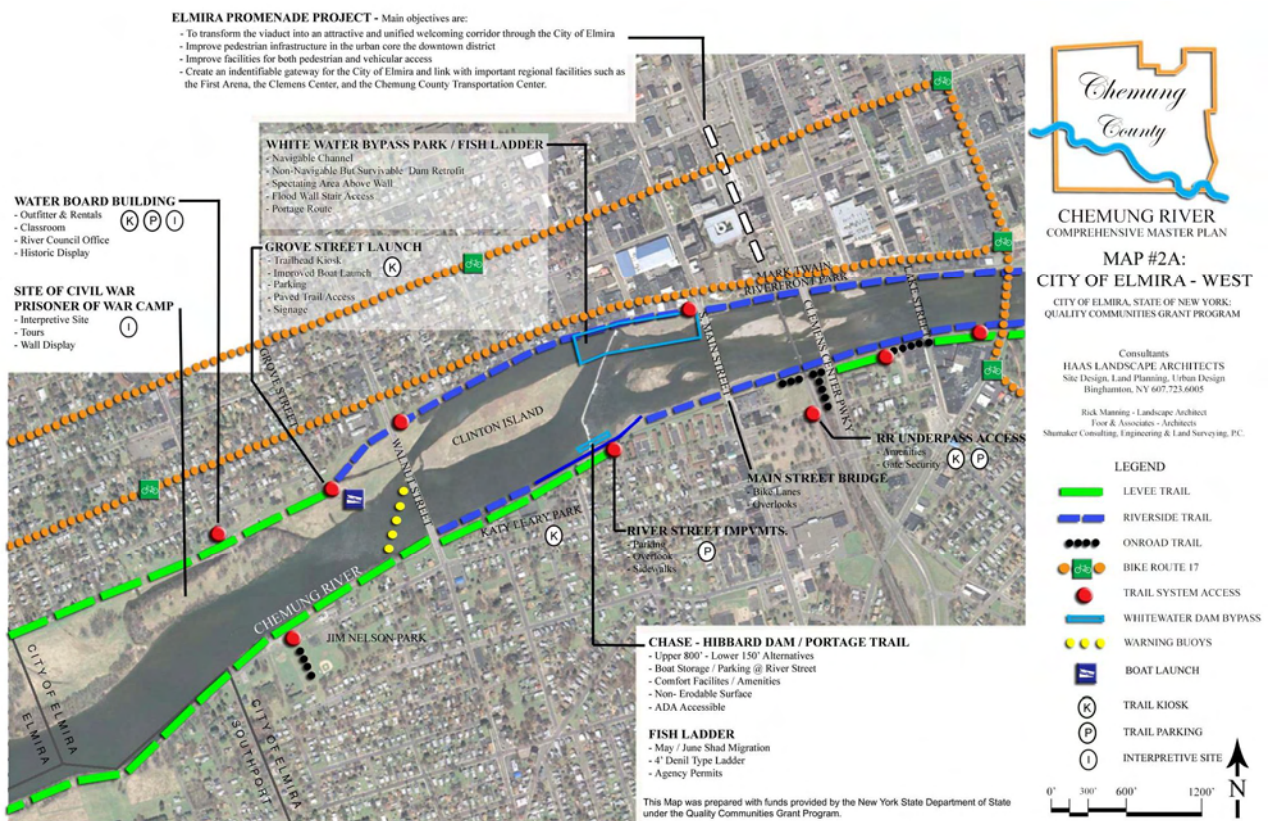 ELMIRA PROMENADE PROJECT - Main objectives are:
- To transform the viaduct into an attractive and unified welcoming corridor through the City of Elmira
- Improve pedestrian infrastructure in the urban core the downtown district
- Improve facilities for both pedestrian and vehicular access
- Create an indentifiable gateway for the City of Elmira and link with important regional facilities such as
the First Arena, the Clemens Center, and the Chemung County Transportation Center.
WHITE WATER BYPASS PARK / FISH LADDER
- Navigable Channel
- Non-Navigable But Survivable Dam Retrofit
- Spectating Area Above Wall
- Flood Wall Stair Access
- Portage Route
WATER BOARD BUILDING
- Outfitter & Rentals
- Classroom
- River Council Office
- Historic Display
K P I
GROVE STREET LAUNCH
- Trailhead Kiosk
- Improved Boat Launch
- Parking
- Paved Trail Access
- Signage
K
SITE OF CIVIL WAR
PRISONER OF WAR CAMP
- Interpretive Site
- Tours
- Wall Display
I
MARK TWAIN
RIVERFRONT PARK
GROVE STREET
WALNUT STREET
CLINTON ISLAND
S. MAIN STREET
CLEMENS CENTER PWKY
LAKE STREET
RR UNDERPASS ACCESS
- Amenities
- Gate Security
K P
MAIN STREET BRIDGE
- Bike Lanes
- Overlooks
KATY LEARY PARK
K
RIVER STREET IMPVMTS.
- Parking
- Overlook
- Sidewalks
P
CHEMUNG RIVER
JIM NELSON PARK
CITY OF ELMIRA
ELMIRA
CITY OF ELMIRA
SOUTHPORT
CHASE - HIBBARD DAM / PORTAGE TRAIL
- Upper 800' - Lower 150' Alternatives
- Boat Storage / Parking @ River Street
- Comfort Facilites / Amenities
- Non- Erodable Surface
- ADA Accessible
FISH LADDER
- May / June Shad Migration
- 4' Denil Type Ladder
- Agency Permits
This Map was prepared with funds provided by the New York State Department of State
under the Quality Communities Grant Program.
Chemung
County
CHEMUNG RIVER
COMPREHENSIVE MASTER PLAN
MAP #2A:
CITY OF ELMIRA - WEST
CITY OF ELMIRA, STATE OF NEW YORK:
QUALITY COMMUNITIES GRANT PROGRAM
Consultants
HAAS LANDSCAPE ARCHITECTS
Site Design, Land Planning, Urban Design
Binghamton, NY 607.723.6005
Rick Manning - Landscape Architect
Foor & Associates - Architects
Shumaker Consulting, Engineering & Land Surveying, P.C.
LEGEND
LEVEE TRAIL
RIVERSIDE TRAIL
ONROAD TRAIL
BIKE ROUTE 17
TRAIL SYSTEM ACCESS
WHITEWATER DAM BYPASS
WARNING BUOYS
BOAT LAUNCH
K TRAIL KIOSK
P TRAIL PARKING
I INTERPRETIVE SITE
0' 300' 600' 1200'
N